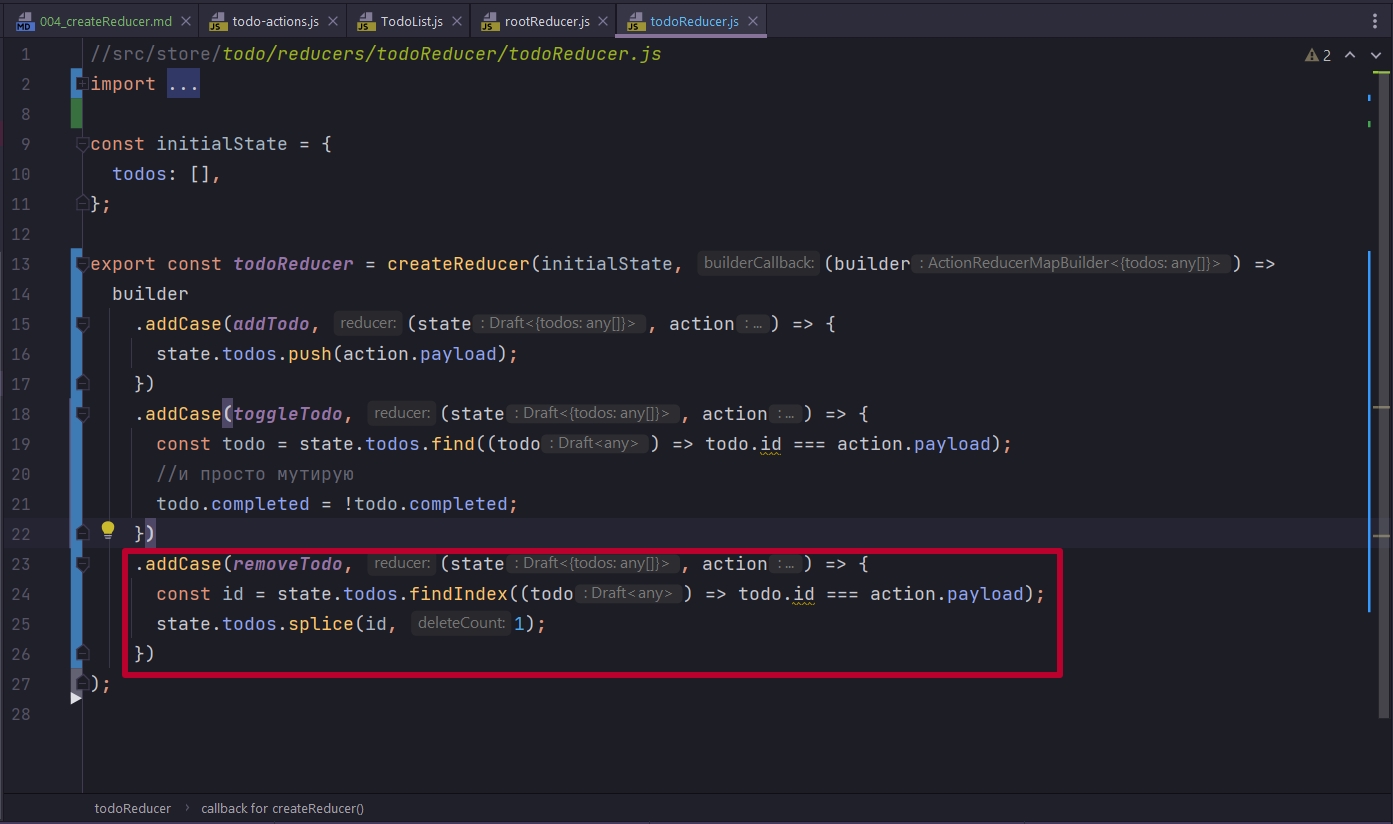 004_createReducer.md todo-actions.js TodoList.js rootReducer.js todoReducer.js
1 //src/store/todo/reducers/todoReducer/todoReducer.js 2
2 import ...
8
9 const initialState = {
10 todos: [],
11 };
12
13 export const todoReducer = createReducer(initialState, builderCallback: (builder : ActionReducerMapBuilder<{todos: any[]}> ) =>
14 builder
15 .addCase(addTodo, reducer: (state : Draft<{todos: any[]}> , action : ... ) => {
16 state.todos.push(action.payload);
17 })
18 .addCase(toggleTodo, reducer: (state : Draft<{todos: any[]}> , action : ... ) => {
19 const todo = state.todos.find((todo : Draft<any> ) => todo.id === action.payload);
20 //и просто мутирую
21 todo.completed = !todo.completed;
22 })
23 .addCase(removeTodo, reducer: (state : Draft<{todos: any[]}> , action : ... ) => {
24 const id = state.todos.findIndex((todo : Draft<any> ) => todo.id === action.payload);
25 state.todos.splice(id, deleteCount: 1);
26 })
27 );
28
todoReducer › callback for createReducer()